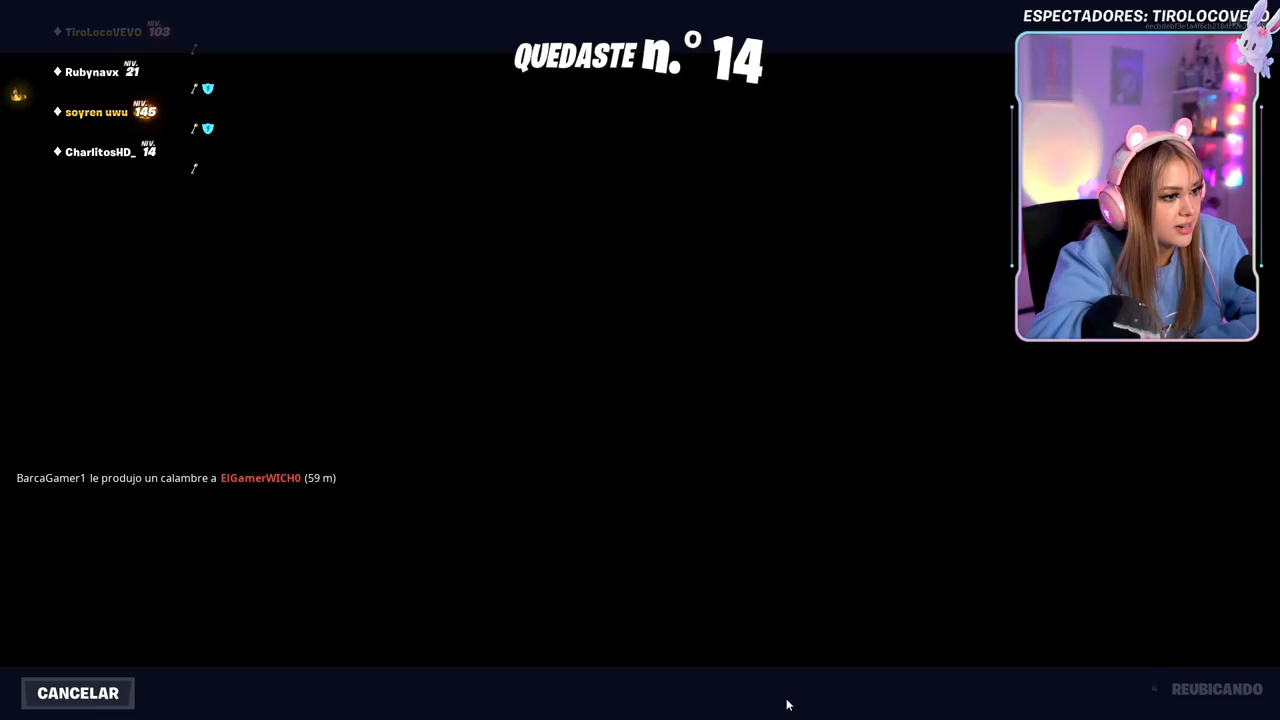 ESPECTADORES: TIROLOCOVEVO
TiroLocoVEVO NIV. 103
QUEDASTE n.º 14
Rubynavx NIV. 21
soyren uwu NIV. 145
CharlitosHD_ NIV. 14
BarcaGamer1 le produjo un calambre a ElGamerWICH0 (59 m)
CANCELAR
REUBICANDO